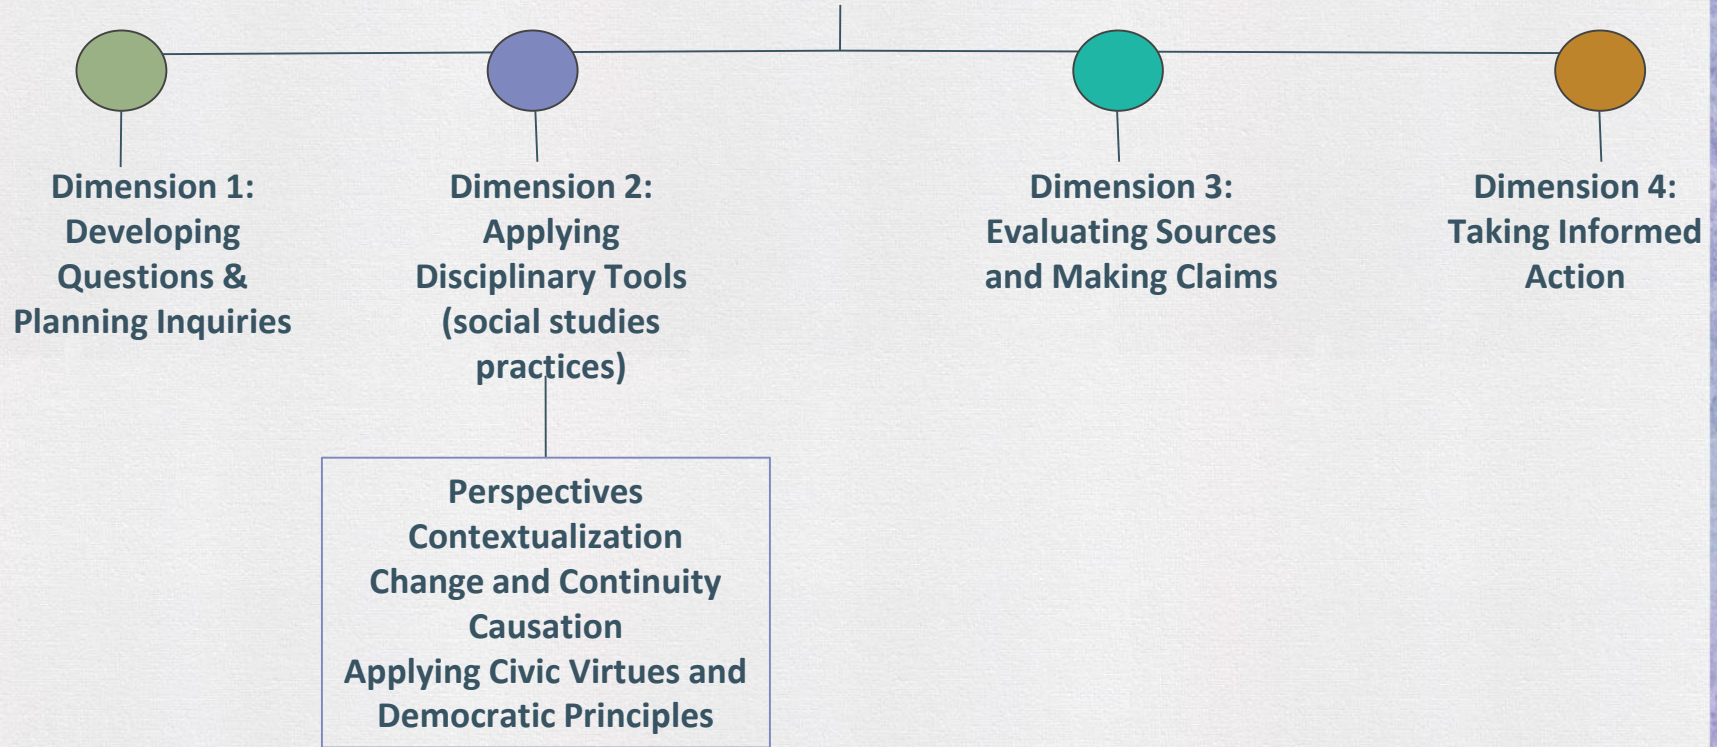 Dimension 1:
Developing
Questions &
Planning Inquiries
Dimension 2:
Applying
Disciplinary Tools
(social studies
practices)
Perspectives
Contextualization
Change and Continuity
Causation
Applying Civic Virtues and
Democratic Principles
Dimension 3:
Evaluating Sources
and Making Claims
Dimension 4:
Taking Informed
Action